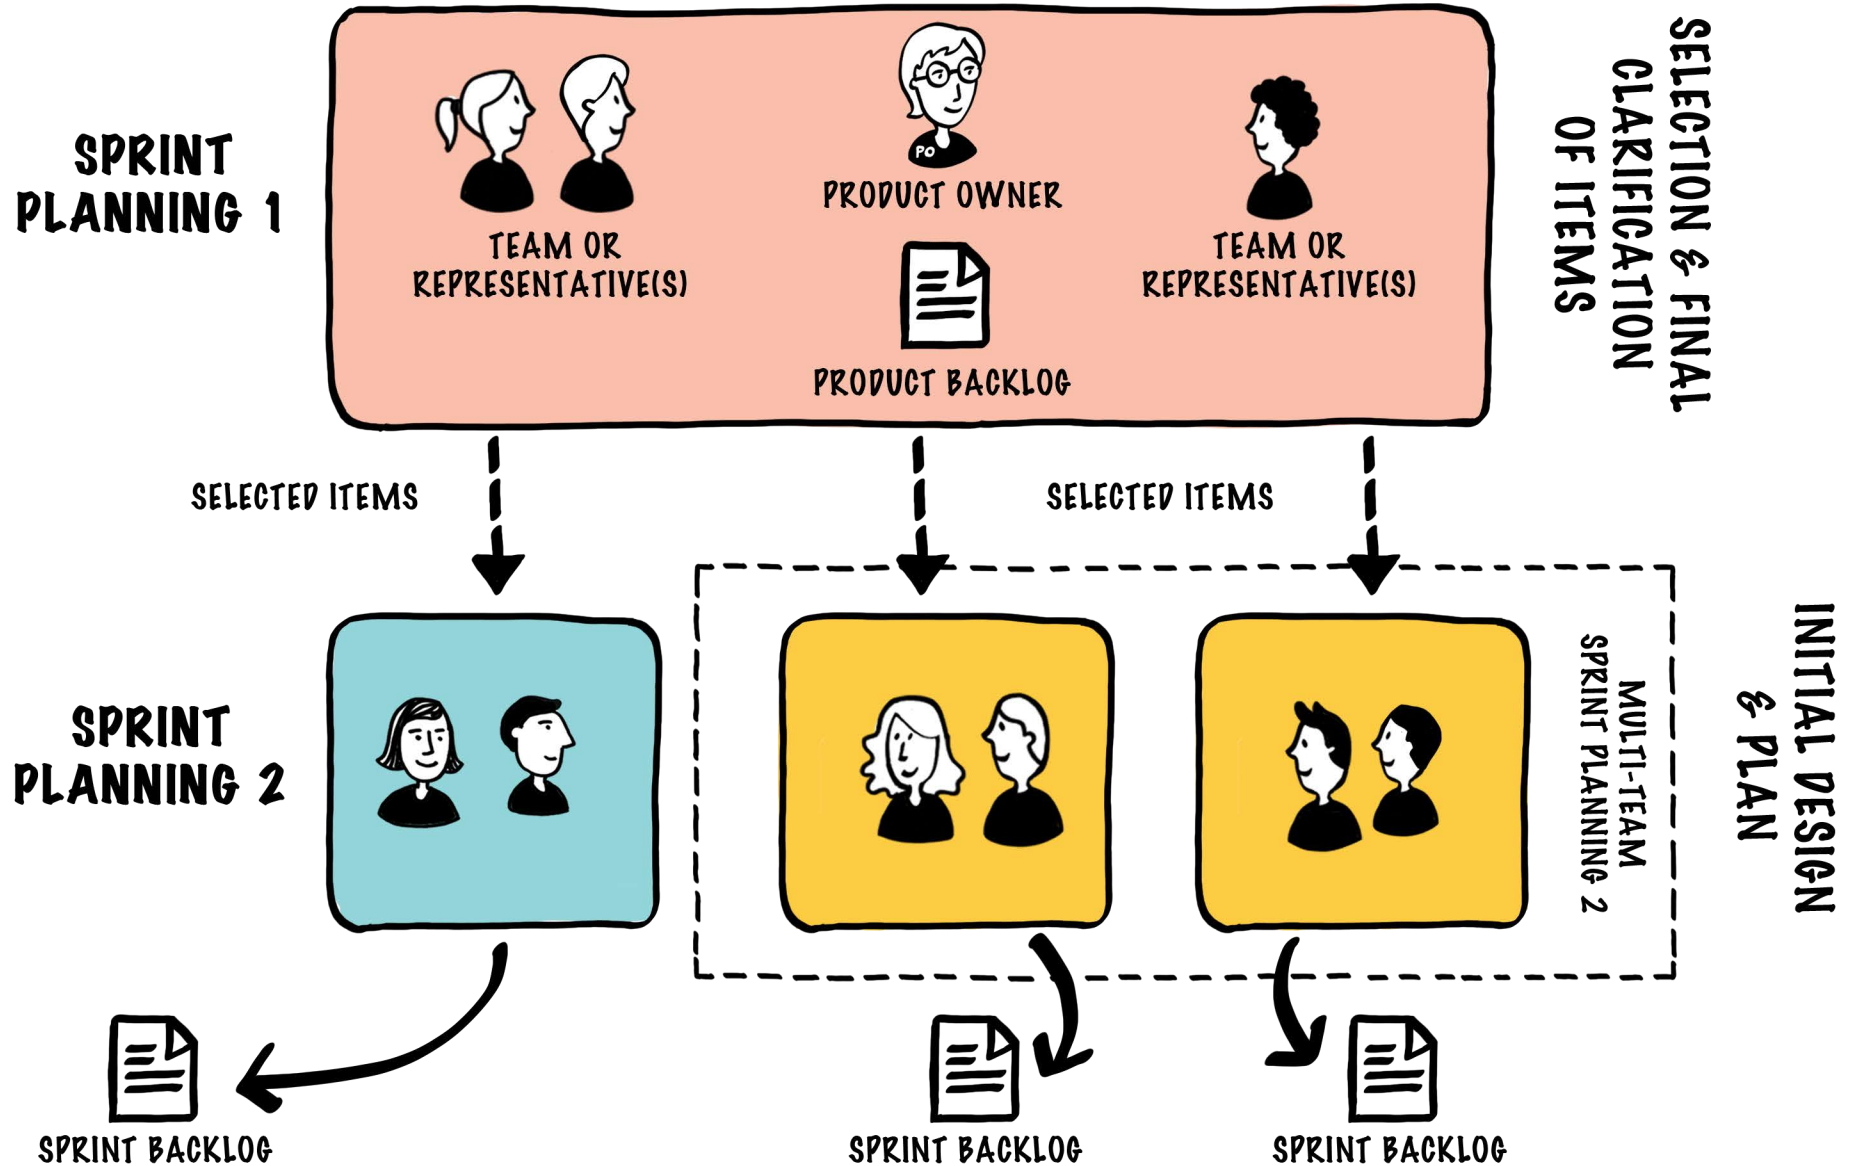 SPRINT
PLANNING 1
PO
PRODUCT OWNER
TEAM OR
REPRESENTATIVE(S)
TEAM OR
REPRESENTATIVE(S)
PRODUCT BACKLOG
SELECTION & FINAL
CLARIFICATION
OF ITEMS
SELECTED ITEMS
SELECTED ITEMS
SPRINT
PLANNING 2
MULTI-TEAM
SPRINT PLANNING 2
INITIAL DESIGN
& PLAN
SPRINT BACKLOG
SPRINT BACKLOG
SPRINT BACKLOG